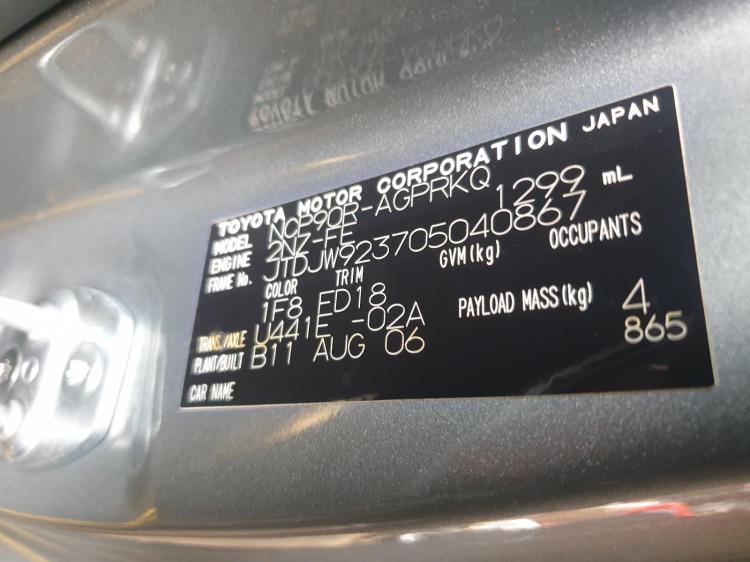 TOYOTA MOTOR CORPORATION JAPAN
MODEL NCP90R-AGPRKQ
ENGINE 2NZ-FE 1299 mL
FRAME No. JTDJW923705040867
COLOR TRIM GVM(kg) OCCUPANTS
1F8 FD18 4
TRANS./AXLE U441E -02A PAYLOAD MASS(kg) 865
PLANT/BUILT B11 AUG 06
CAR NAME